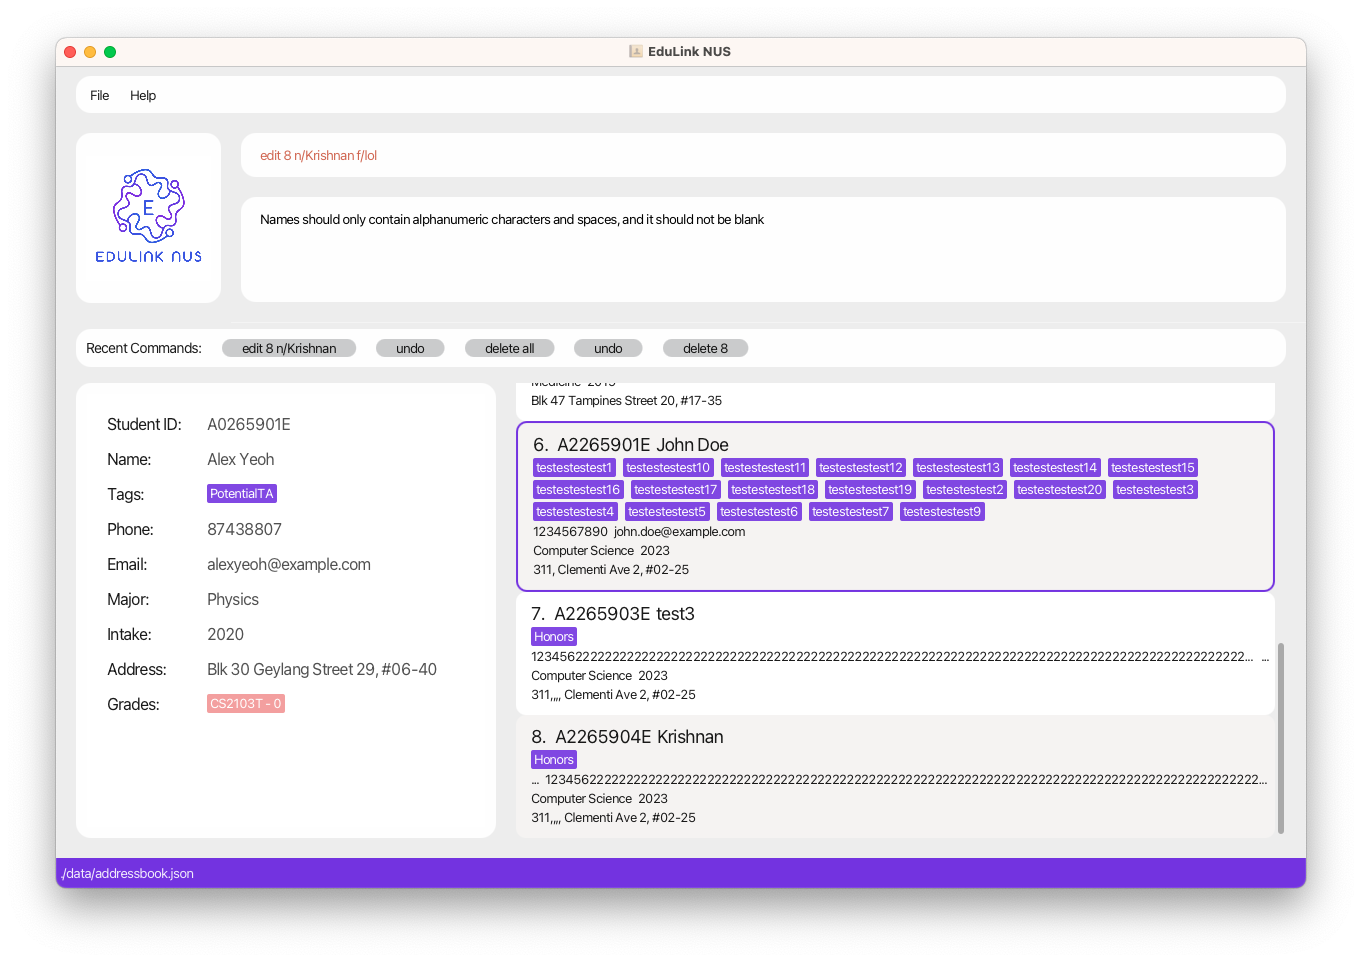 EduLink NUS
File Help
E
EDULINK NUS
edit 8 n/Krishnan f/lol
Names should only contain alphanumeric characters and spaces, and it should not be blank
Recent Commands: edit 8 n/Krishnan undo delete all undo delete 8
Student ID: A0265901E
Name: Alex Yeoh
Tags: PotentialTA
Phone: 87438807
Email: alexyeoh@example.com
Major: Physics
Intake: 2020
Address: Blk 30 Geylang Street 29, #06-40
Grades: CS2103T - 0
Medicine 2019
Blk 47 Tampines Street 20, #17-35
6. A2265901E John Doe
testestestest1 testestestest10 testestestest11 testestestest12 testestestest13 testestestest14 testestestest15
testestestest16 testestestest17 testestestest18 testestestest19 testestestest2 testestestest20 testestestest3
testestestest4 testestestest5 testestestest6 testestestest7 testestestest9
1234567890 john.doe@example.com
Computer Science 2023
311, Clementi Ave 2, #02-25
7. A2265903E test3
Honors
Computer Science 2023
311,,,, Clementi Ave 2, #02-25
8. A2265904E Krishnan
Honors
Computer Science 2023
311,,,, Clementi Ave 2, #02-25
./data/addressbook.json